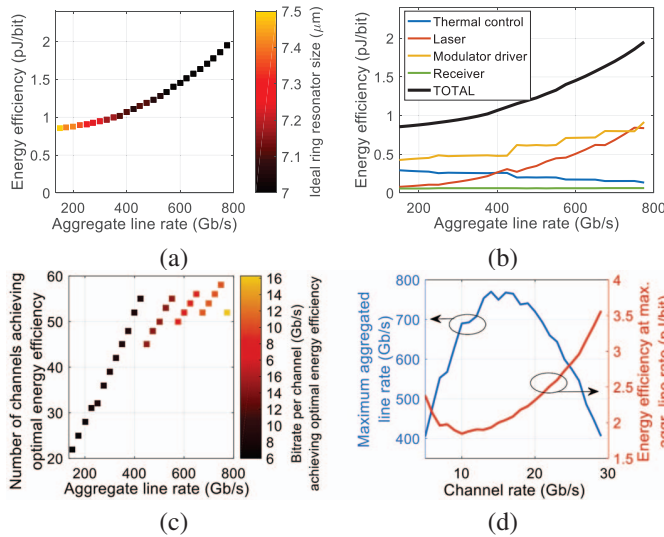 Energy efficiency (pJ/bit)
2
1.5
1
0.5
0
200 400 600 800
Aggregate line rate (Gb/s)
7.5
7.4
7.3
7.2
7.1
7
Ideal ring resonator size (μm)
(a)
Energy efficiency (pJ/bit)
2
1.5
1
0.5
0
Thermal control
Laser
Modulator driver
Receiver
TOTAL
200 400 600 800
Aggregate line rate (Gb/s)
(b)
Number of channels achieving
optimal energy efficiency
60
50
40
30
20
200 400 600 800
Aggregate line rate (Gb/s)
16
15
14
13
12
11
10
9
8
7
6
Bitrate per channel (Gb/s)
achieving optimal energy efficiency
(c)
Maximum aggregated
line rate (Gb/s)
800
700
600
500
400
10 20 30
Channel rate (Gb/s)
4
3.5
3
2.5
2
1.5
Energy efficiency at max.
aggr. line rate (pJ/bit)
(d)